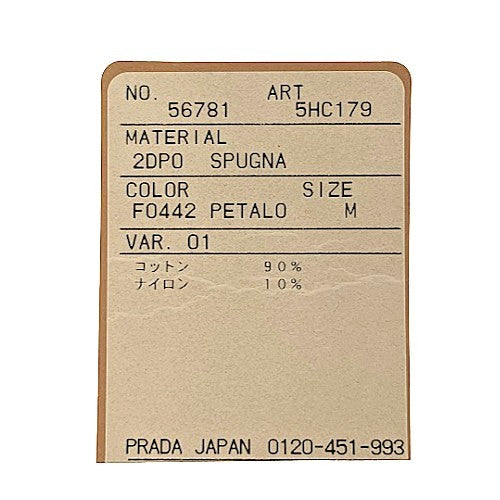 NO. ART
56781 5HC179
MATERIAL
2DP0 SPUGNA
COLOR SIZE
F0442 PETALO M
VAR. 01
コットン 90%
ナイロン 10%
PRADA JAPAN 0120-451-993